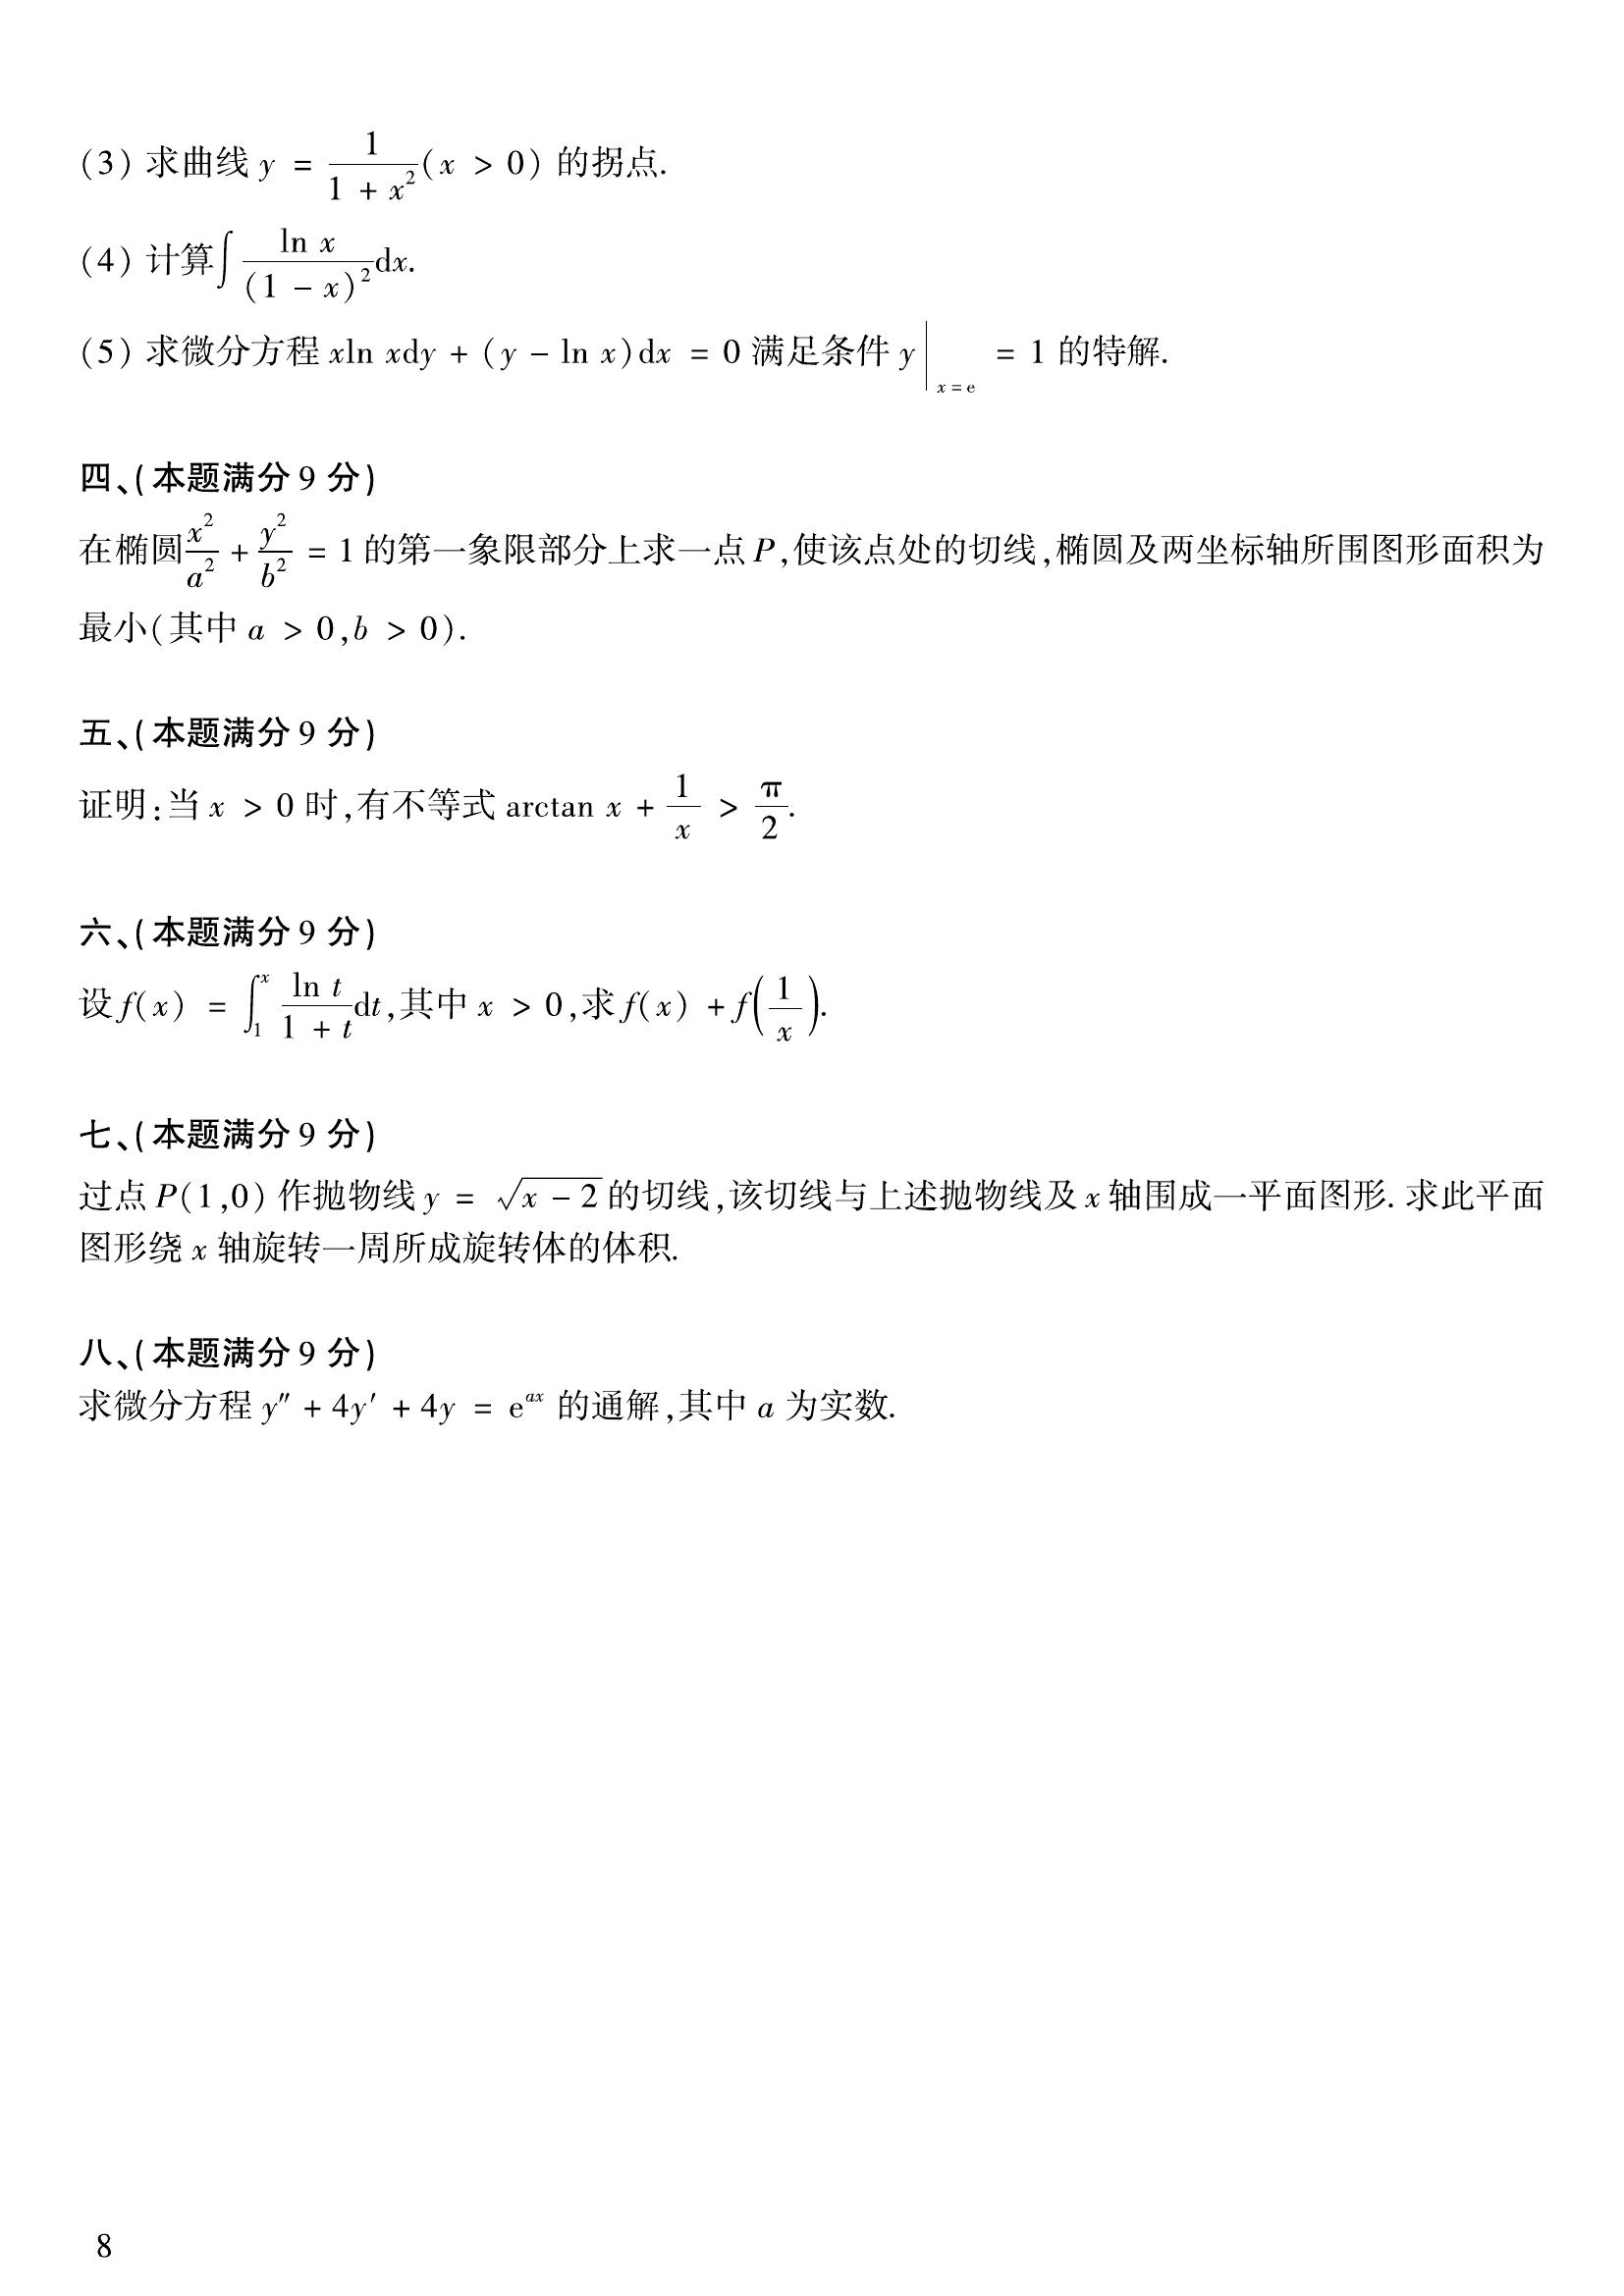 (3) 求曲线 y = \frac{1}{1 + x^2}(x > 0) 的拐点.
(4) 计算∫\frac{\ln x}{(1 - x)^2}dx.
(5) 求微分方程 xln xdy + (y - ln x)dx = 0 满足条件 y|_{x=e} = 1 的特解.
四、(本题满分 9 分)
在椭圆\frac{x^2}{a^2} + \frac{y^2}{b^2} = 1 的第一象限部分上求一点 P,使该点处的切线,椭圆及两坐标轴所围图形面积为
最小(其中 a > 0,b > 0).
五、(本题满分 9 分)
证明:当 x > 0 时,有不等式 arctan x + \frac{1}{x} > \frac{π}{2}.
六、(本题满分 9 分)
设 f(x) = ∫_1^x \frac{\ln t}{1 + t}dt,其中 x > 0,求 f(x) + f(\frac{1}{x}).
七、(本题满分 9 分)
过点 P(1,0) 作抛物线 y = \sqrt{x - 2} 的切线,该切线与上述抛物线及 x 轴围成一平面图形. 求此平面
图形绕 x 轴旋转一周所成旋转体的体积.
八、(本题满分 9 分)
求微分方程 y″ + 4y′ + 4y = e^{ax} 的通解,其中 a 为实数.
8